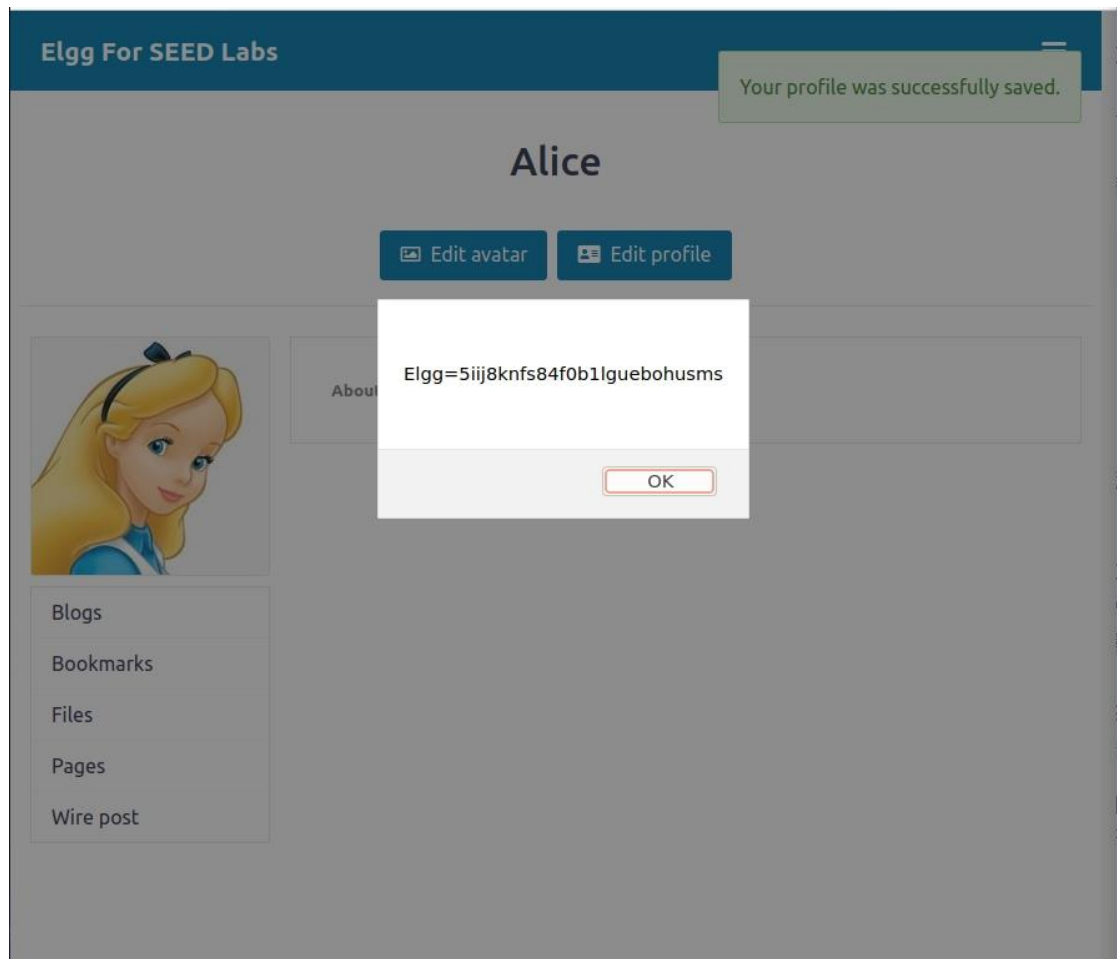 Elgg For SEED Labs
Your profile was successfully saved.
Alice
Edit avatar
Edit profile
About
Elgg=5iij8knfs84f0b1lguebohusms
OK
Blogs
Bookmarks
Files
Pages
Wire post